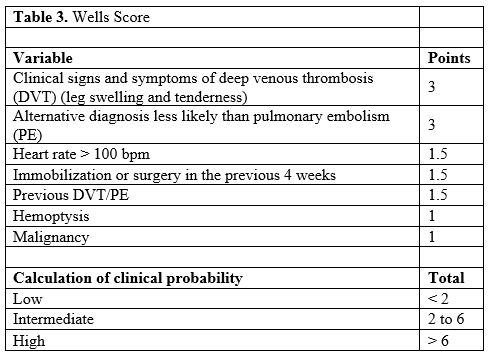 Table 3. Wells Score
Variable Points
Clinical signs and symptoms of deep venous thrombosis
(DVT) (leg swelling and tenderness) 3
Alternative diagnosis less likely than pulmonary embolism
(PE) 3
Heart rate > 100 bpm 1.5
Immobilization or surgery in the previous 4 weeks 1.5
Previous DVT/PE 1.5
Hemoptysis 1
Malignancy 1
Calculation of clinical probability Total
Low < 2
Intermediate 2 to 6
High > 6